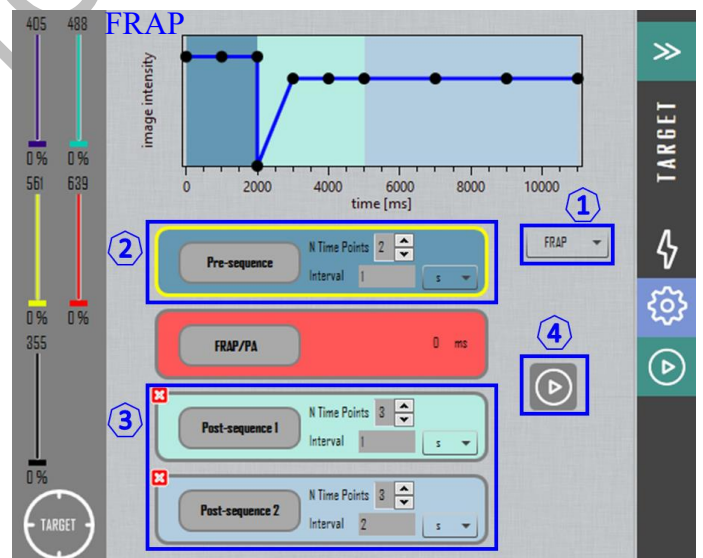 405 488 FRAP
0 % 0 %
561 639
0 % 0 %
355
0 %
TARGET
image intensity
0 2000 4000 6000 8000 10000
time [ms]
1
FRAP
2
Pre-sequence
N Time Points 2
Interval 1 s
FRAP/PA 0 ms
4
3
Post-sequence 1
N Time Points 3
Interval 1 s
Post-sequence 2
N Time Points 3
Interval 2 s
TARGET